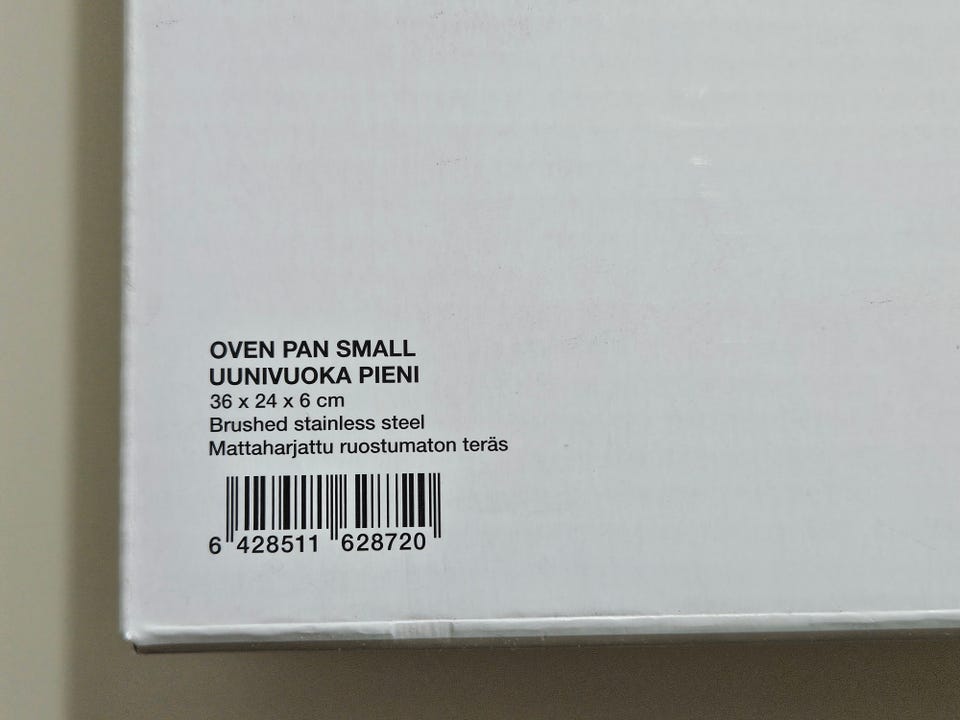 OVEN PAN SMALL
UUNIVUOKA PIENI
36 x 24 x 6 cm
Brushed stainless steel
Mattaharjattu ruostumaton teräs
6 428511 628720